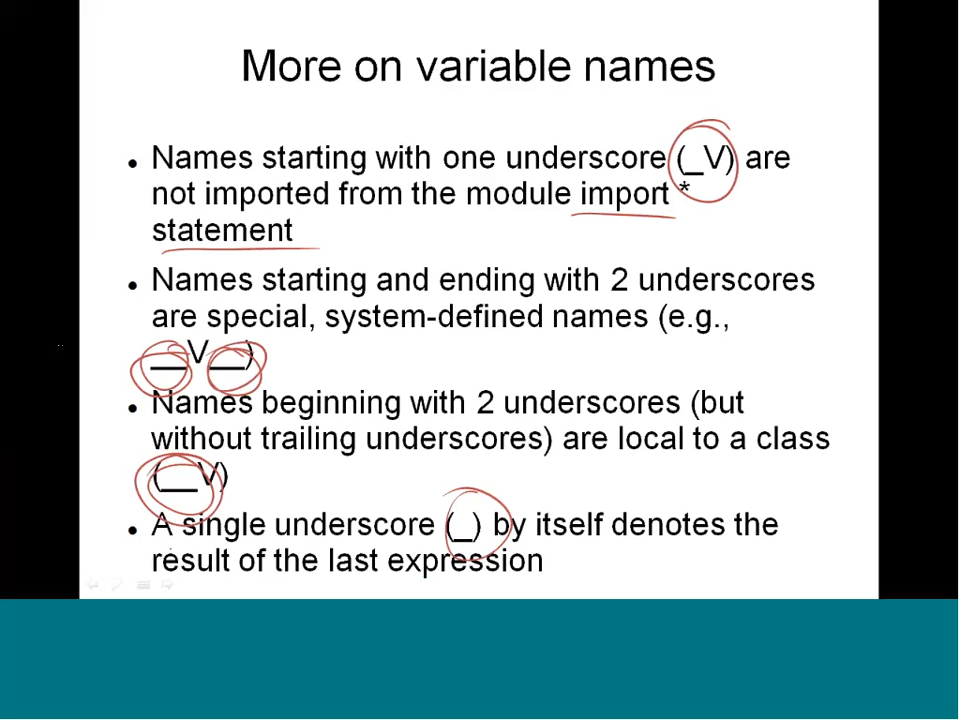 More on variable names
• Names starting with one underscore (_V) are
not imported from the module import *
statement
• Names starting and ending with 2 underscores
are special, system-defined names (e.g.,
__V__)
• Names beginning with 2 underscores (but
without trailing underscores) are local to a class
(__V)
• A single underscore (_) by itself denotes the
result of the last expression